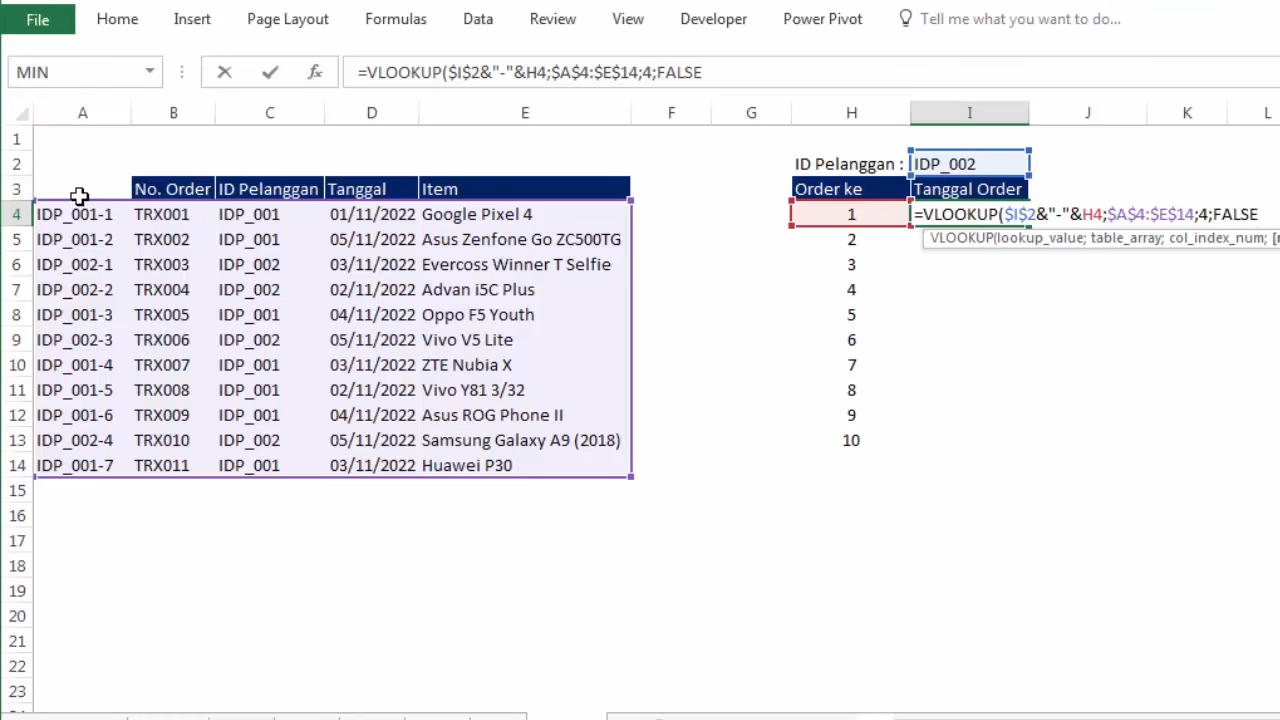 File Home Insert Page Layout Formulas Data Review View Developer Power Pivot Tell me what you want to do...
MIN fx =VLOOKUP($I$2&"-"&H4;$A$4:$E$14;4;FALSE
A B C D E F G H I J K L
1
2 ID Pelanggan : IDP_002
3 No. Order ID Pelanggan Tanggal Item Order ke Tanggal Order
4 IDP_001-1 TRX001 IDP_001 01/11/2022 Google Pixel 4 1 =VLOOKUP($I$2&"-"&H4;$A$4:$E$14;4;FALSE
VLOOKUP(lookup_value; table_array; col_index_num;
5 IDP_001-2 TRX002 IDP_001 05/11/2022 Asus Zenfone Go ZC500TG 2
6 IDP_002-1 TRX003 IDP_002 03/11/2022 Evercoss Winner T Selfie 3
7 IDP_002-2 TRX004 IDP_002 02/11/2022 Advan i5C Plus 4
8 IDP_001-3 TRX005 IDP_001 04/11/2022 Oppo F5 Youth 5
9 IDP_002-3 TRX006 IDP_002 05/11/2022 Vivo V5 Lite 6
10 IDP_001-4 TRX007 IDP_001 03/11/2022 ZTE Nubia X 7
11 IDP_001-5 TRX008 IDP_001 02/11/2022 Vivo Y81 3/32 8
12 IDP_001-6 TRX009 IDP_001 04/11/2022 Asus ROG Phone II 9
13 IDP_002-4 TRX010 IDP_002 05/11/2022 Samsung Galaxy A9 (2018) 10
14 IDP_001-7 TRX011 IDP_001 03/11/2022 Huawei P30
15
16
17
18
19
20
21
22
23